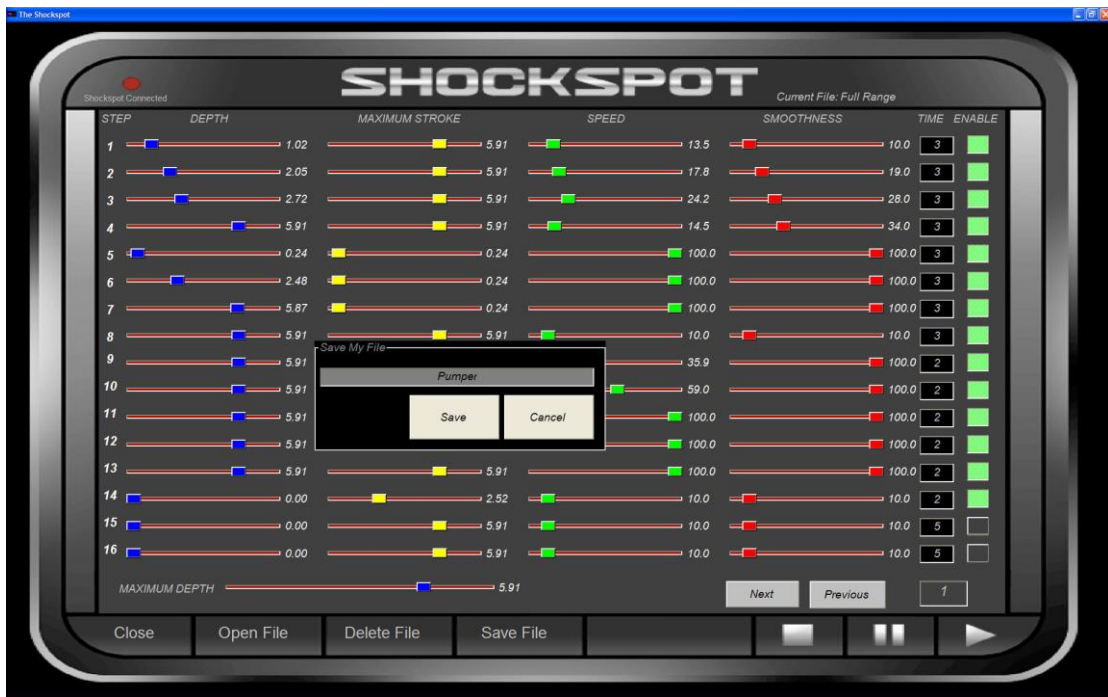 The Shockspot
SHOCKSPOT
Shockspot Connected
Current File: Full Range
STEP DEPTH MAXIMUM STROKE SPEED SMOOTHNESS TIME ENABLE
1 1.02 5.91 13.5 10.0 3
2 2.05 5.91 17.8 19.0 3
3 2.72 5.91 24.2 28.0 3
4 5.91 5.91 14.5 34.0 3
5 0.24 0.24 100.0 100.0 3
6 2.48 0.24 100.0 100.0 3
7 5.87 0.24 100.0 100.0 3
8 5.91 5.91 10.0 10.0 3
Save My File
9 5.91 35.9 100.0 2
Pumper
10 5.91 59.0 100.0 2
11 5.91 100.0 100.0 2
Save Cancel
12 5.91 100.0 100.0 2
13 5.91 5.91 100.0 100.0 2
14 0.00 2.52 10.0 10.0 2
15 0.00 5.91 10.0 10.0 5
16 0.00 5.91 10.0 10.0 5
MAXIMUM DEPTH 5.91 Next Previous 1
Close Open File Delete File Save File